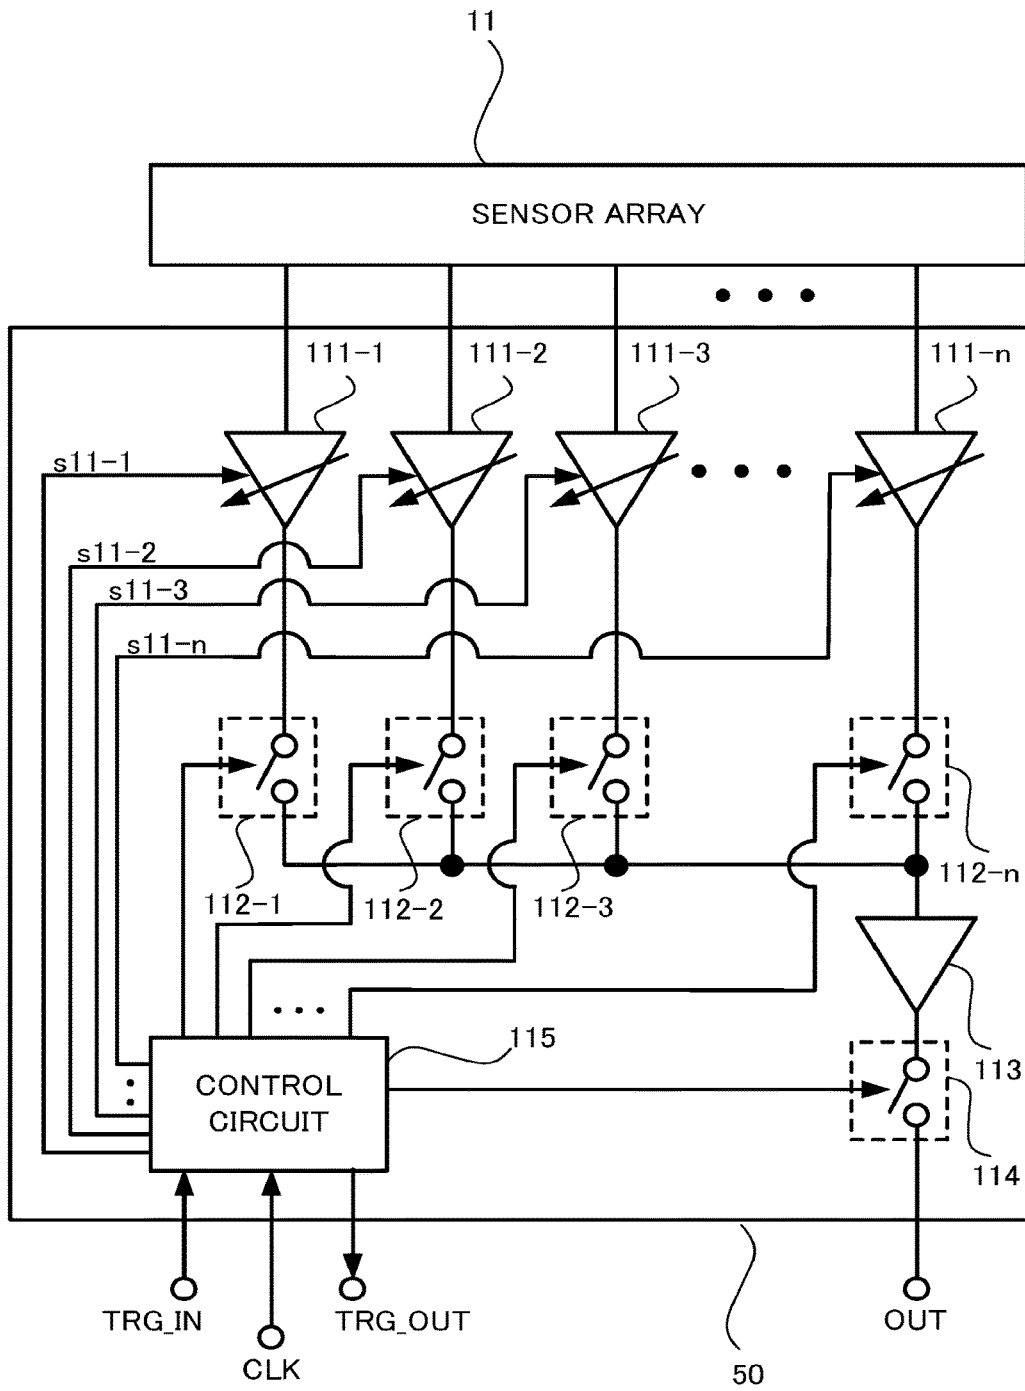 11
SENSOR ARRAY
111-1
111-2
111-3
111-n
s11-1
s11-2
s11-3
s11-n
112-1
112-2
112-3
112-n
115
113
CONTROL
CIRCUIT
114
TRG_IN
TRG_OUT
OUT
CLK
50